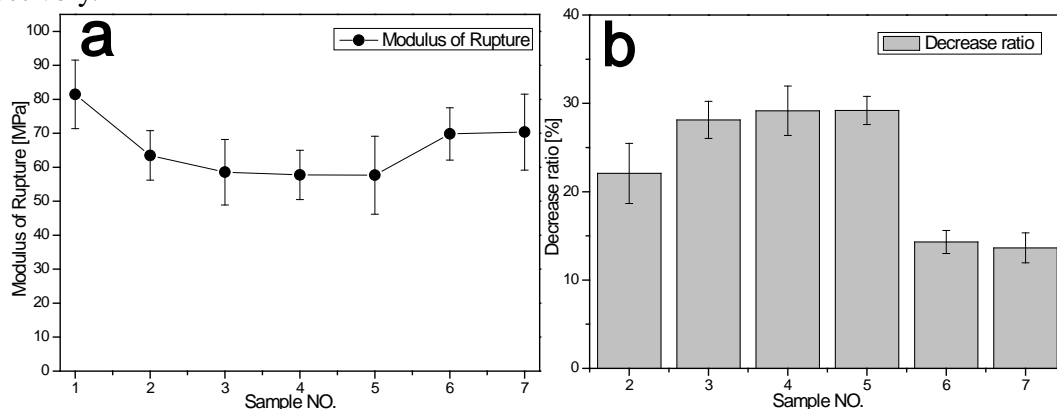 a
Modulus of Rupture
100
90
80
70
60
50
40
30
20
10
0
Modulus of Rupture [MPa]
1 2 3 4 5 6 7
Sample NO.
b
Decrease ratio
40
30
20
10
0
Decrease ratio [%]
2 3 4 5 6 7
Sample NO.